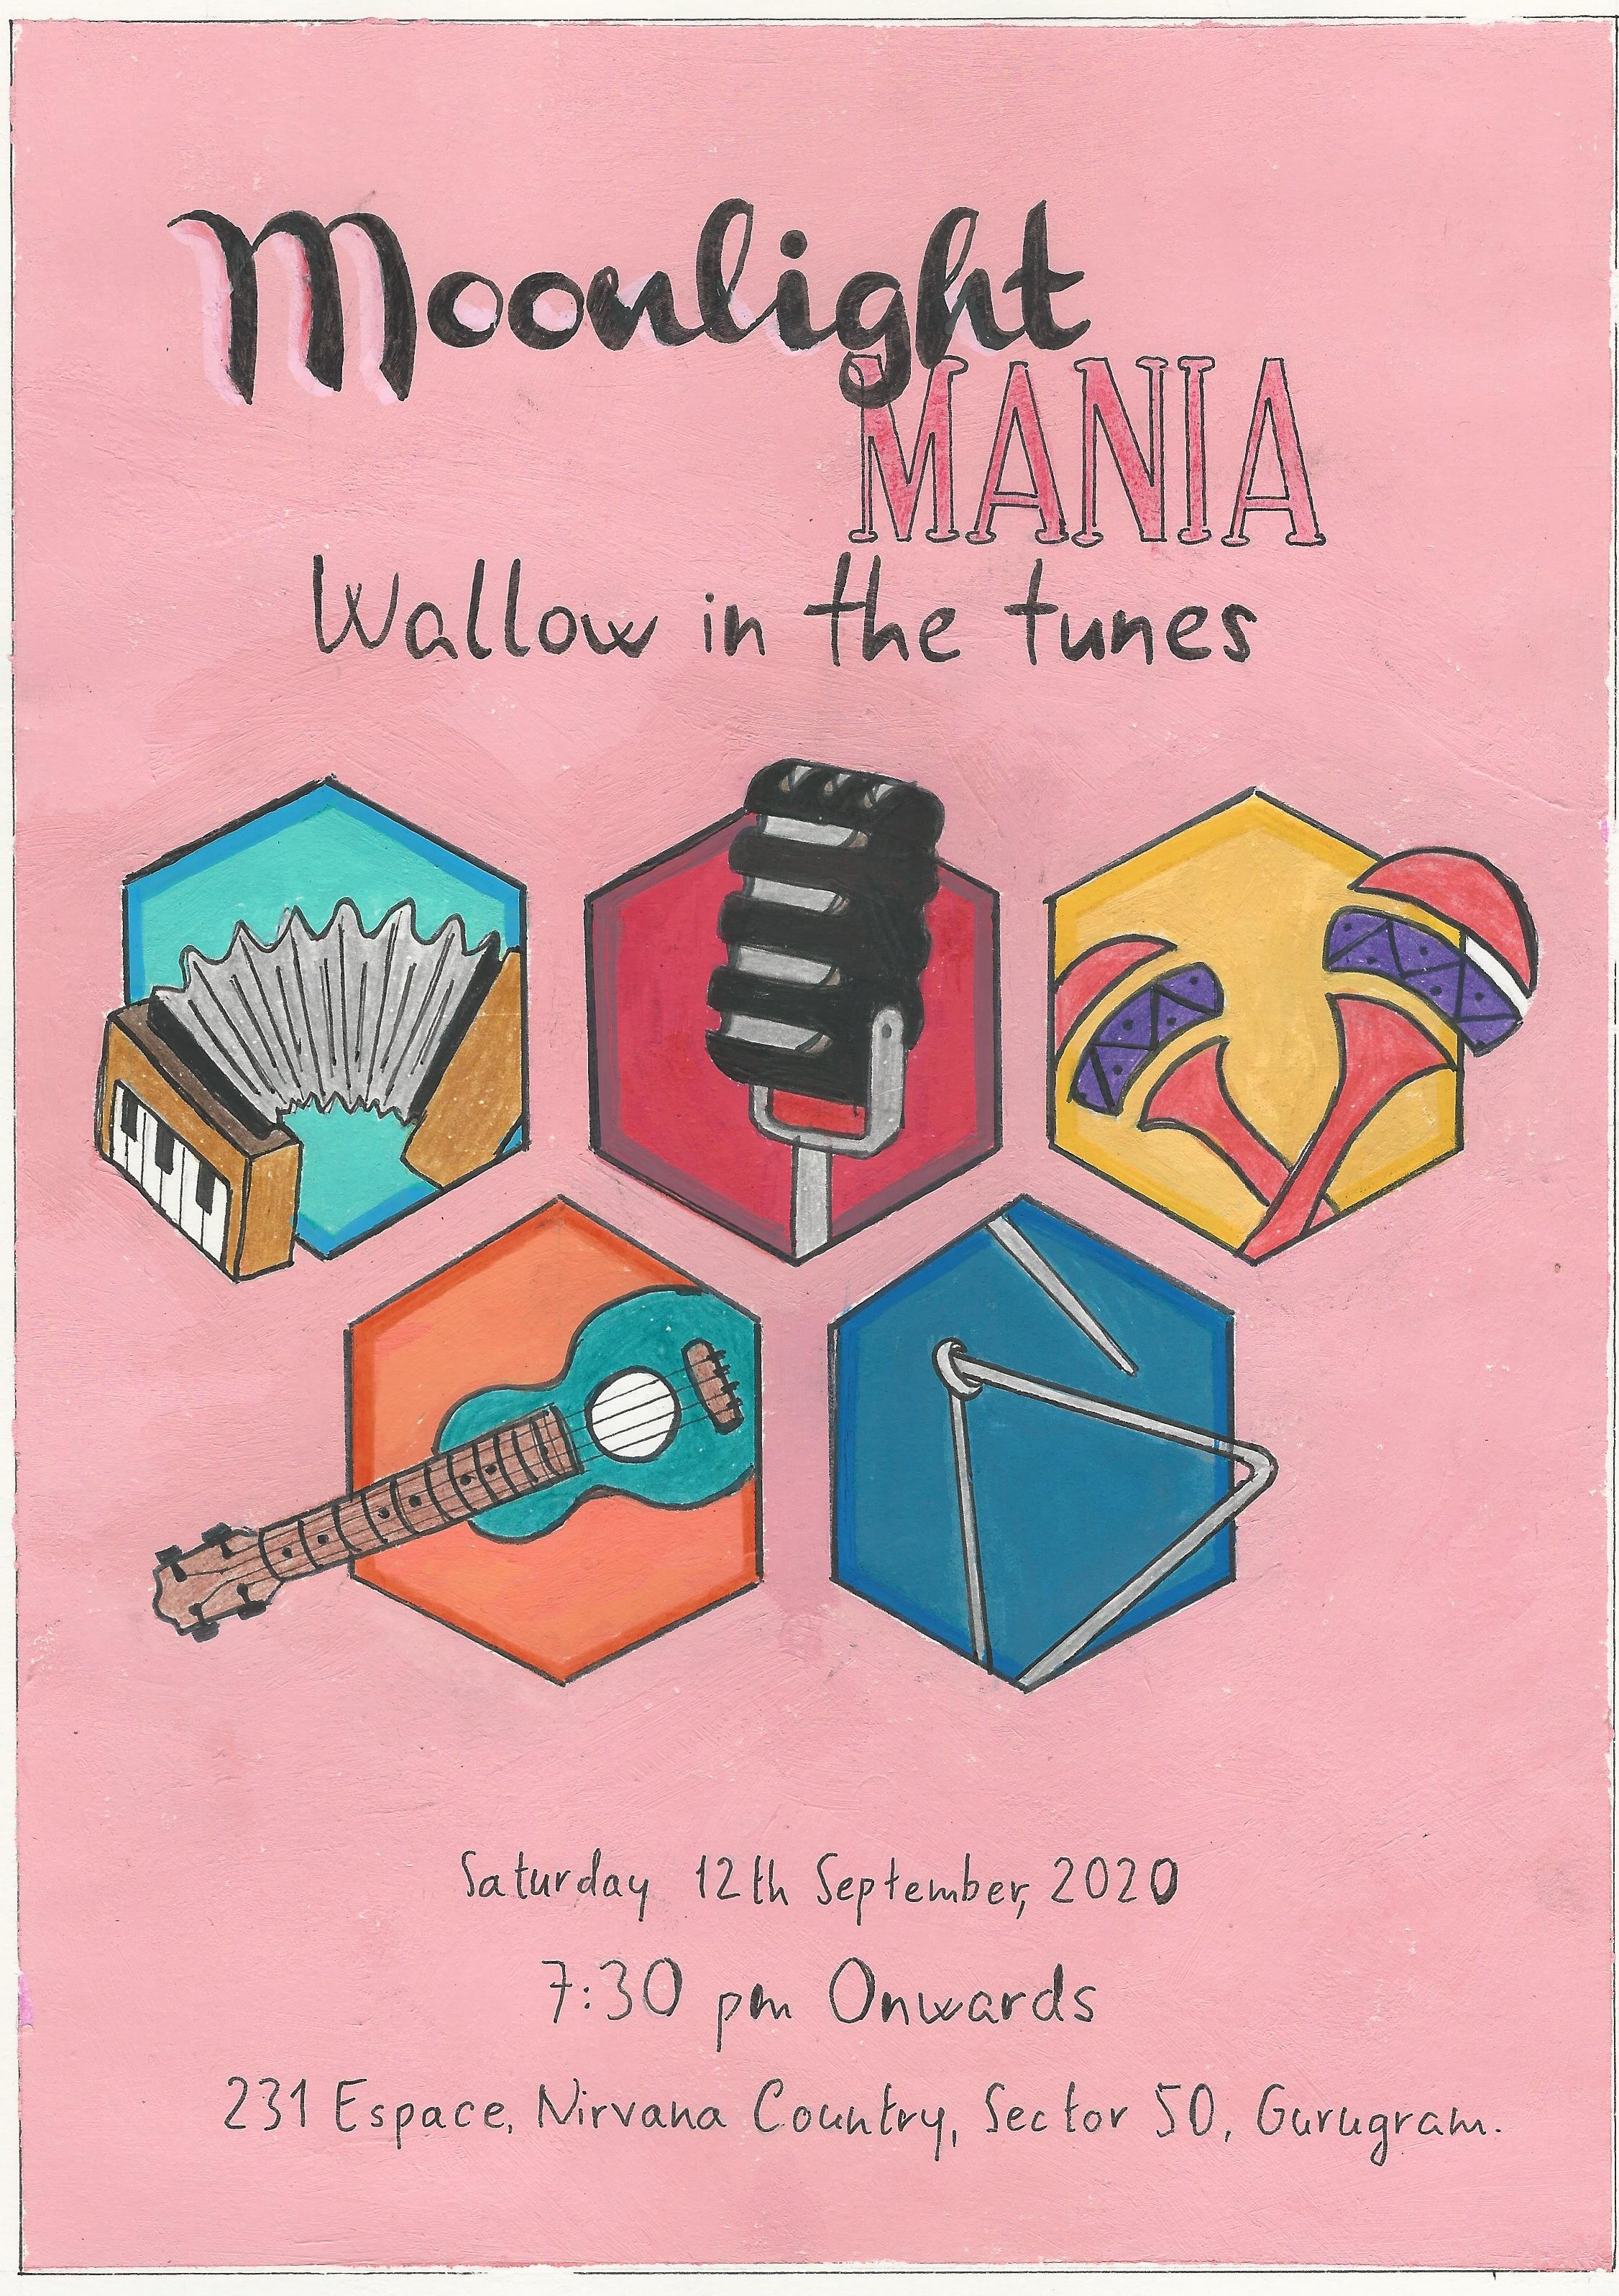 Moonlight
MANIA
Wallow in the tunes
Saturday 12th September, 2020
7:30 pm Onwards
231 Espace, Nirvana Country, Sector 50, Gurugram.